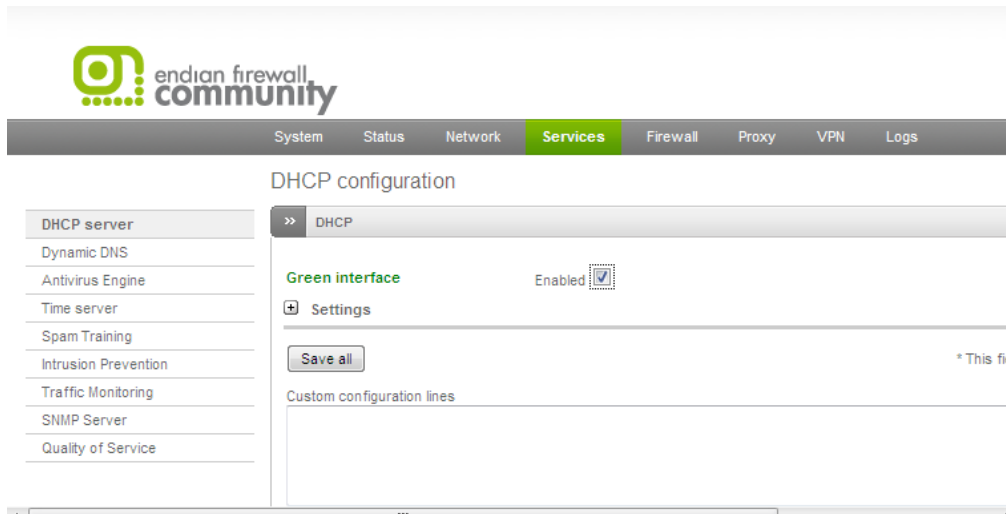 endian firewall
community
System Status Network Services Firewall Proxy VPN Logs
DHCP configuration
DHCP server
Dynamic DNS
Antivirus Engine
Time server
Spam Training
Intrusion Prevention
Traffic Monitoring
SNMP Server
Quality of Service
» DHCP
Green interface Enabled
Settings
Save all * This
Custom configuration lines